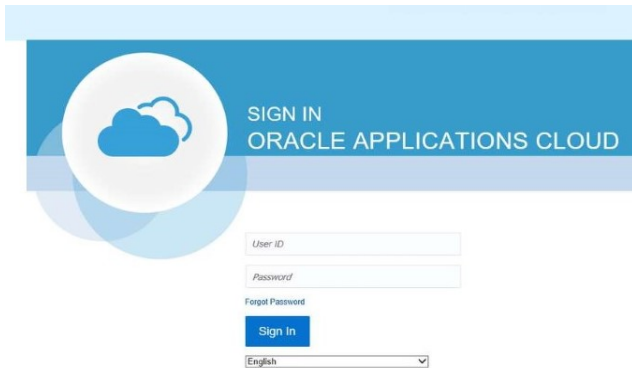 SIGN IN
ORACLE APPLICATIONS CLOUD
User ID
Password
Forgot Password
Sign In
English